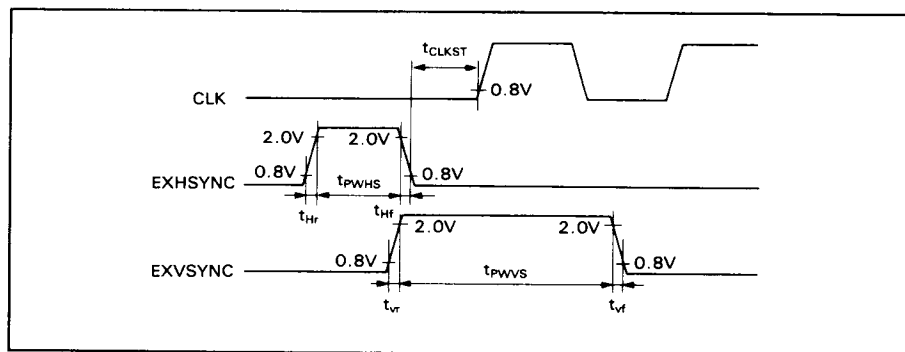 tCLKST
CLK
0.8V
2.0V
2.0V
EXHSYNC
0.8V
tPWHS
0.8V
tHr
tHf
2.0V
2.0V
EXVSYNC
0.8V
tPWVS
0.8V
tvr
tvf